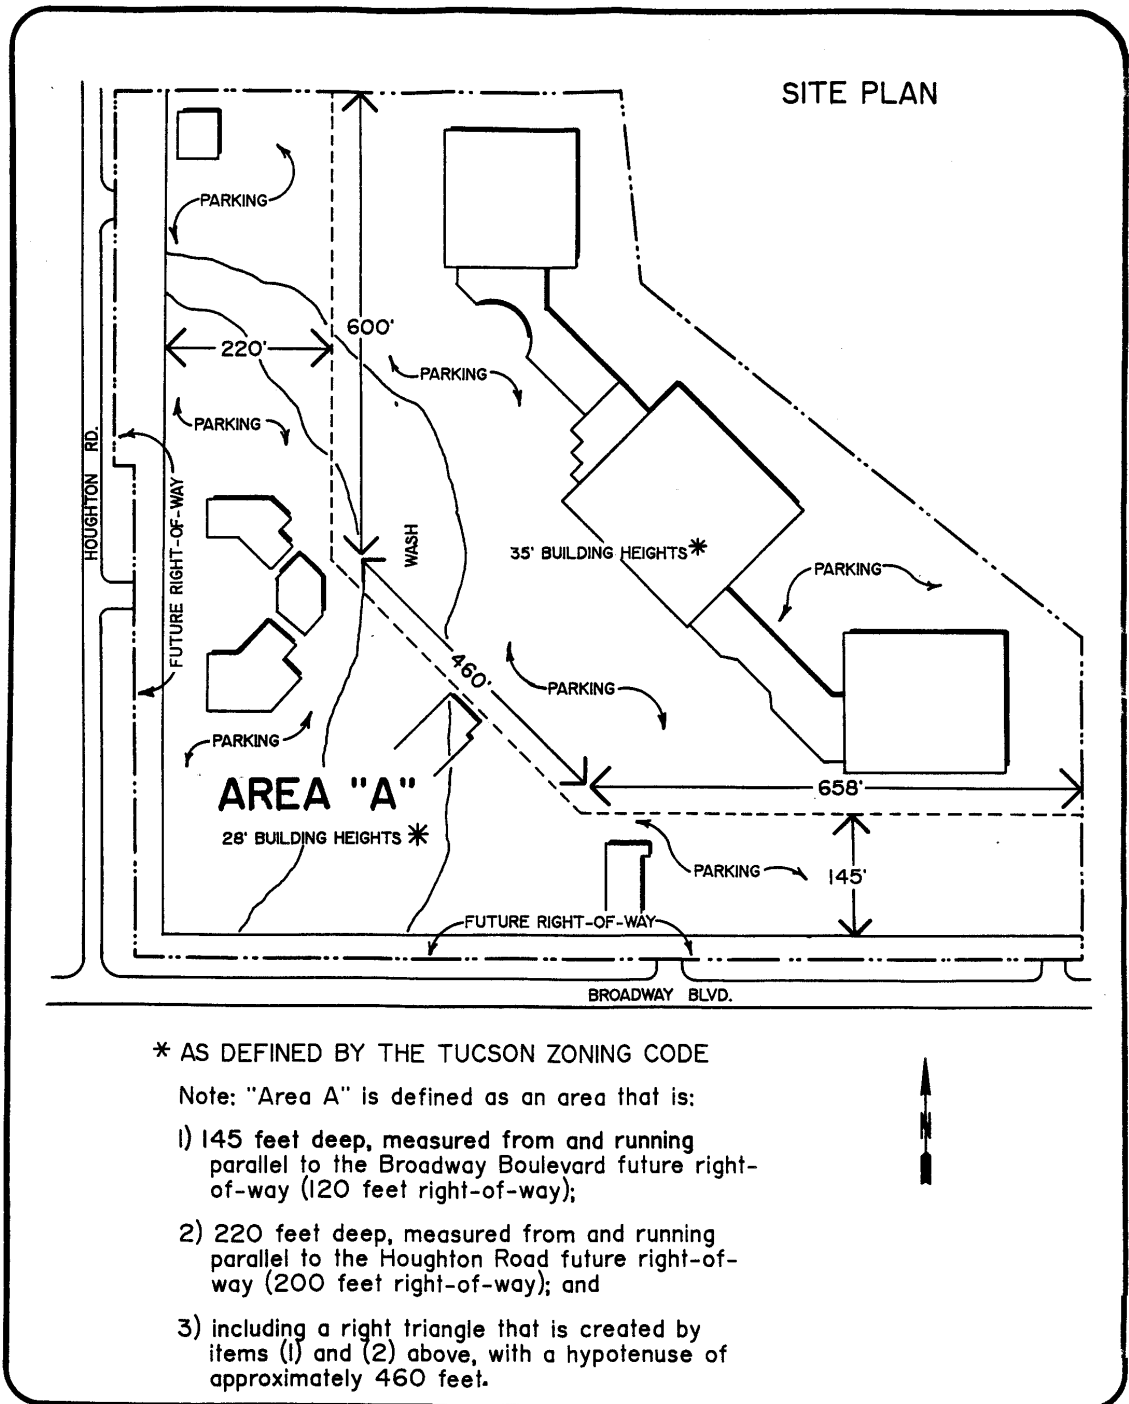 SITE PLAN
PARKING
600'
220'
PARKING
PARKING
HOUGHTON RD.
FUTURE RIGHT-OF-WAY
WASH
35' BUILDING HEIGHTS *
PARKING
460'
PARKING
PARKING
AREA "A"
28' BUILDING HEIGHTS *
658'
PARKING
145'
FUTURE RIGHT-OF-WAY
BROADWAY BLVD.
* AS DEFINED BY THE TUCSON ZONING CODE
Note: "Area A" is defined as an area that is:
1) 145 feet deep, measured from and running
parallel to the Broadway Boulevard future right-
of-way (120 feet right-of-way);
2) 220 feet deep, measured from and running
parallel to the Houghton Road future right-of-
way (200 feet right-of-way); and
3) including a right triangle that is created by
items (1) and (2) above, with a hypotenuse of
approximately 460 feet.
N